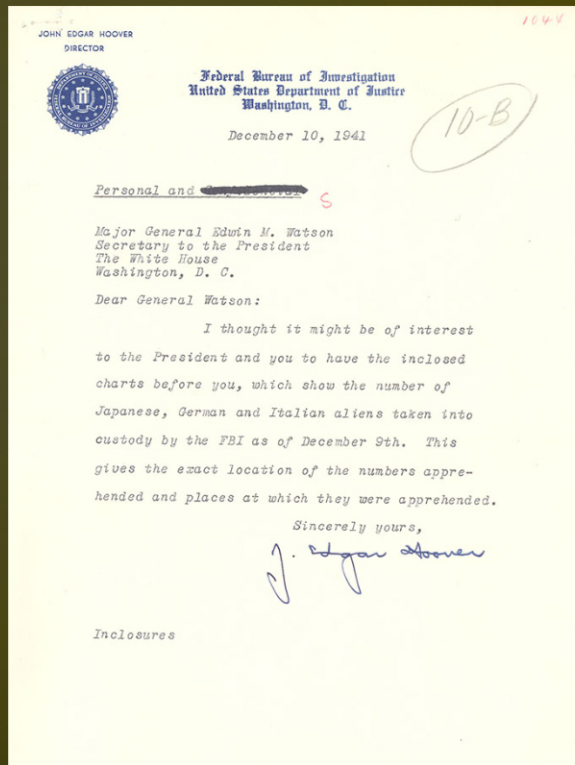 1048
JOHN EDGAR HOOVER
DIRECTOR
Federal Bureau of Investigation
United States Department of Justice
Washington, D. C.
10-B
December 10, 1941
Personal and
S
Major General Edwin M. Watson
Secretary to the President
The White House
Washington, D. C.
Dear General Watson:
I thought it might be of interest
to the President and you to have the inclosed
charts before you, which show the number of
Japanese, German and Italian aliens taken into
custody by the FBI as of December 9th. This
gives the exact location of the numbers appre-
hended and places at which they were apprehended.
Sincerely yours,
J. Edgar Hoover
Inclosures